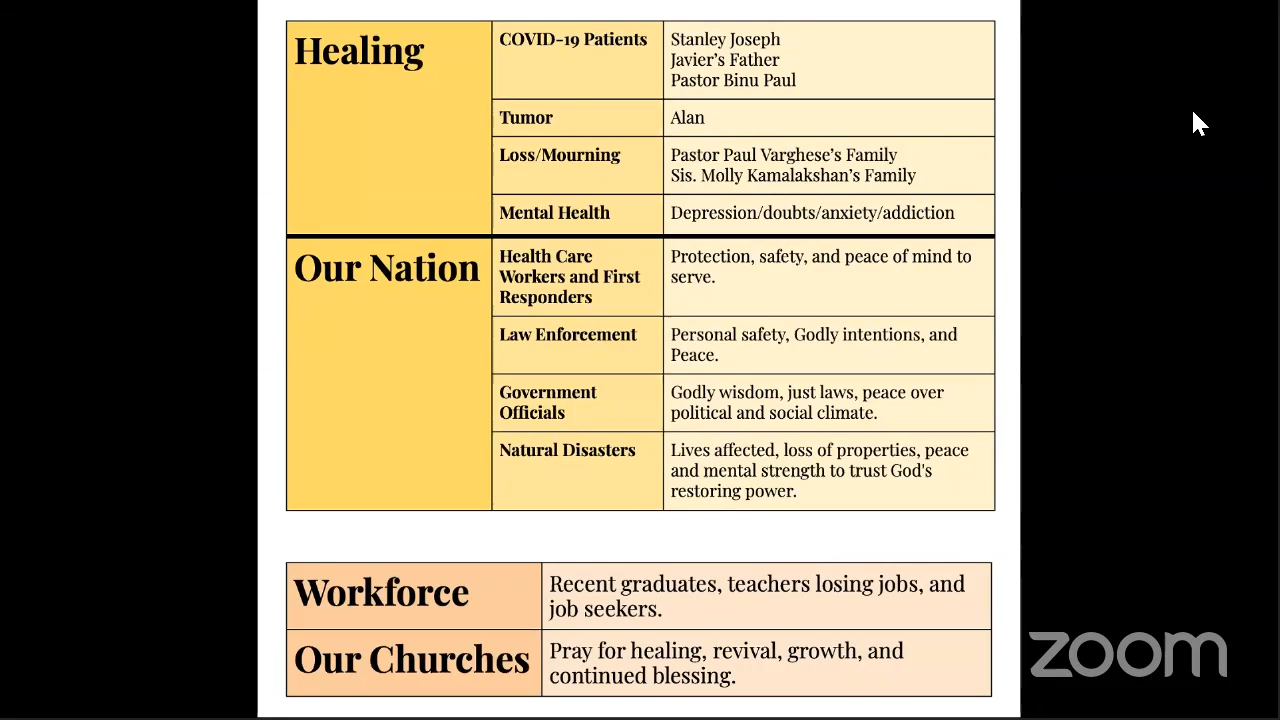 Healing
COVID-19 Patients
Stanley Joseph
Javier's Father
Pastor Binu Paul
Tumor
Alan
Loss/Mourning
Pastor Paul Varghese's Family
Sis. Molly Kamalakshan's Family
Mental Health
Depression/doubts/anxiety/addiction
Our Nation
Health Care
Workers and First
Responders
Protection, safety, and peace of mind to
serve.
Law Enforcement
Personal safety, Godly intentions, and
Peace.
Government
Officials
Godly wisdom, just laws, peace over
political and social climate.
Natural Disasters
Lives affected, loss of properties, peace
and mental strength to trust God's
restoring power.
Workforce
Recent graduates, teachers losing jobs, and
job seekers.
Our Churches
Pray for healing, revival, growth, and
continued blessing.
zoom